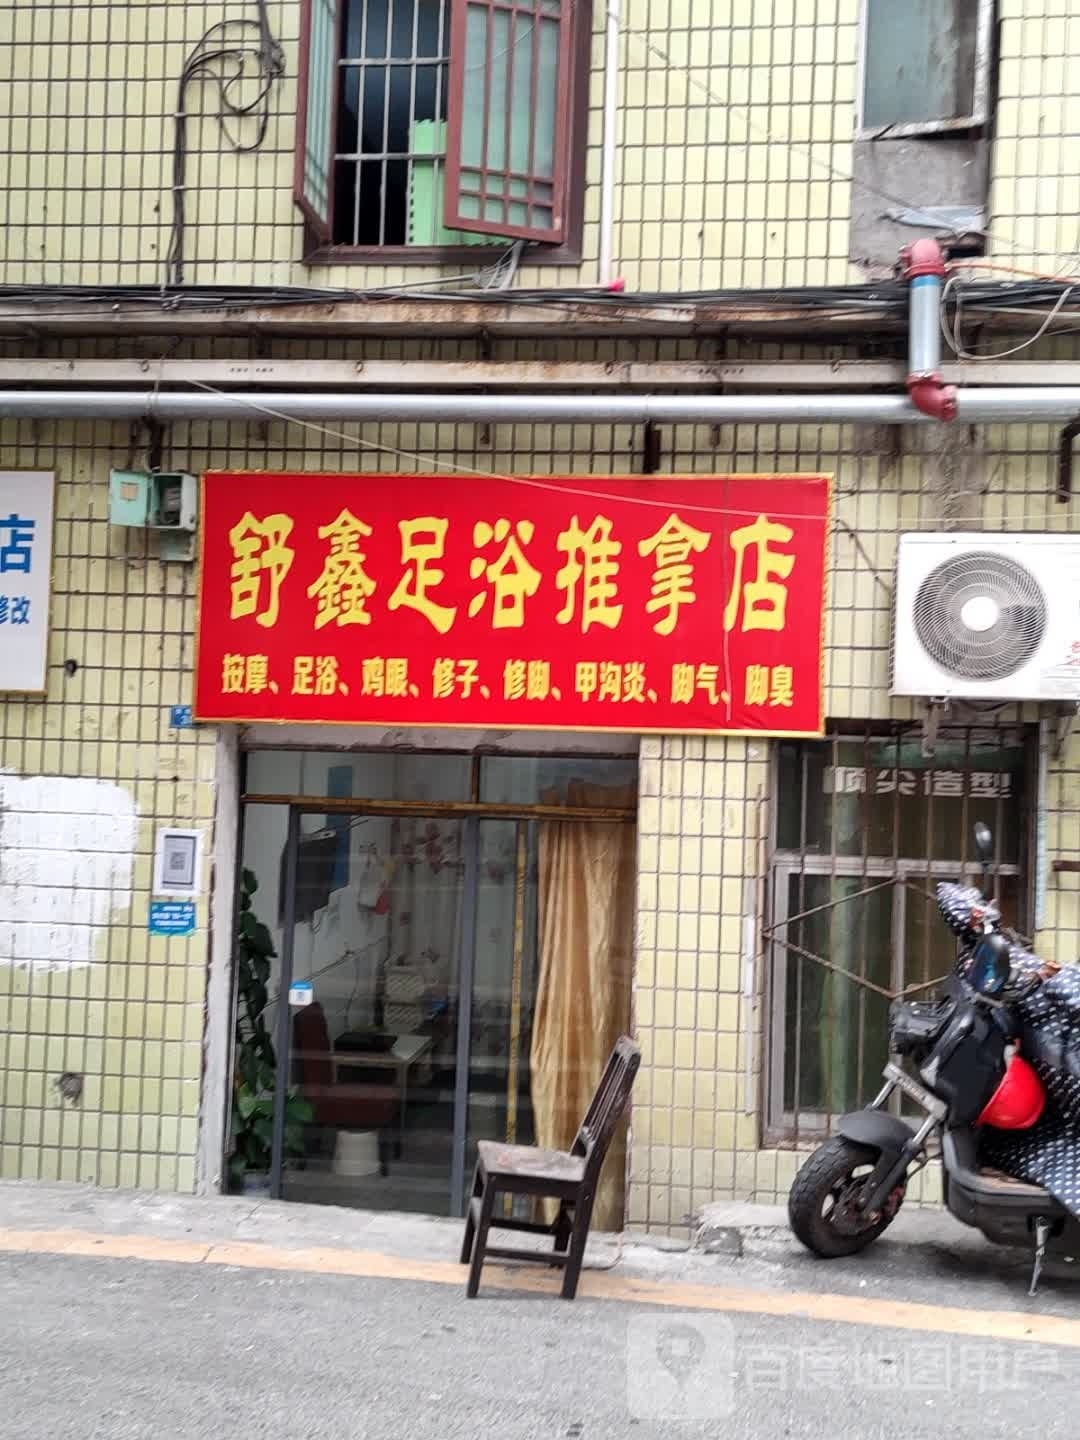 舒鑫足浴推拿店
按摩、足浴、鸡眼、修子、修脚、甲沟炎、脚气、脚臭
店
修改
顶尖造型
百度地图用户